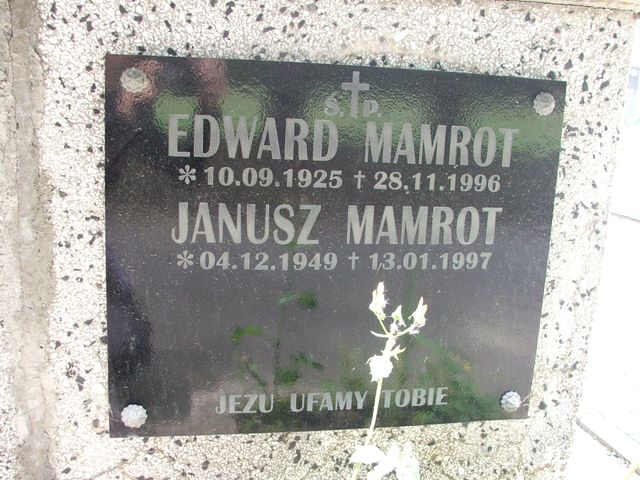 Ś. P.
EDWARD MAMROT
* 10.09.1925 † 28.11.1996
JANUSZ MAMROT
* 04.12.1949 † 13.01.1997
JEZU UFAMY TOBIE